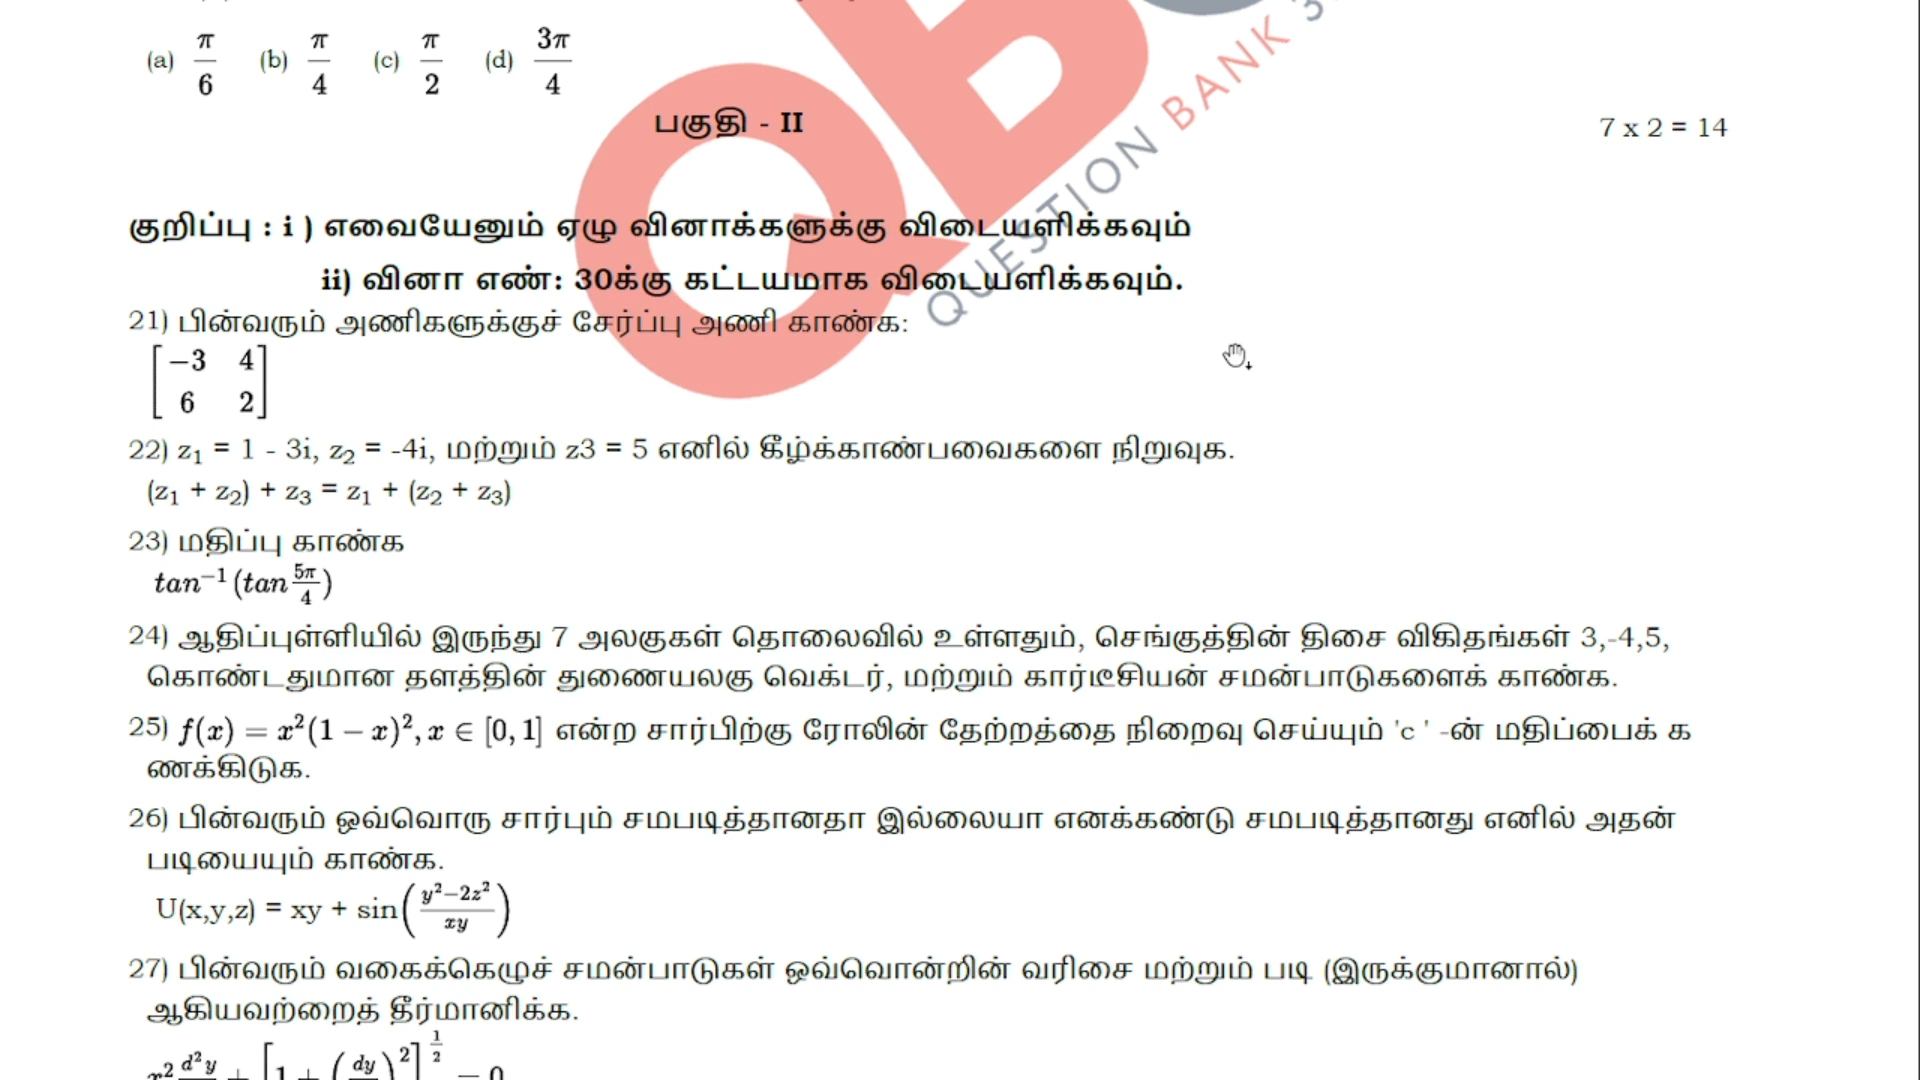 (a) π/6 (b) π/4 (c) π/2 (d) 3π/4
பகுதி - II 7 x 2 = 14
குறிப்பு : i ) எவையேனும் ஏழு வினாக்களுக்கு விடையளிக்கவும்
ii) வினா எண்: 30க்கு கட்டயமாக விடையளிக்கவும்.
21) பின்வரும் அணிகளுக்குச் சேர்ப்பு அணி காண்க:
[−3 4
6 2]
22) z₁ = 1 - 3i, z₂ = -4i, மற்றும் z3 = 5 எனில் கீழ்க்காண்பவைகளை நிறுவுக.
(z₁ + z₂) + z₃ = z₁ + (z₂ + z₃)
23) மதிப்பு காண்க
tan⁻¹(tan 5π/4)
24) ஆதிப்புள்ளியில் இருந்து 7 அலகுகள் தொலைவில் உள்ளதும், செங்குத்தின் திசை விகிதங்கள் 3,-4,5,
கொண்டதுமான தளத்தின் துணையலகு வெக்டர், மற்றும் கார்டீசியன் சமன்பாடுகளைக் காண்க.
25) f(x) = x²(1 − x)², x ∈ [0, 1] என்ற சார்பிற்கு ரோலின் தேற்றத்தை நிறைவு செய்யும் 'c ' -ன் மதிப்பைக் க
ணக்கிடுக.
26) பின்வரும் ஒவ்வொரு சார்பும் சமபடித்தானதா இல்லையா எனக்கண்டு சமபடித்தானது எனில் அதன்
படியையும் காண்க.
U(x,y,z) = xy + sin((y²−2z²)/xy)
27) பின்வரும் வகைக்கெழுச் சமன்பாடுகள் ஒவ்வொன்றின் வரிசை மற்றும் படி (இருக்குமானால்)
ஆகியவற்றைத் தீர்மானிக்க.
QUESTION BANK